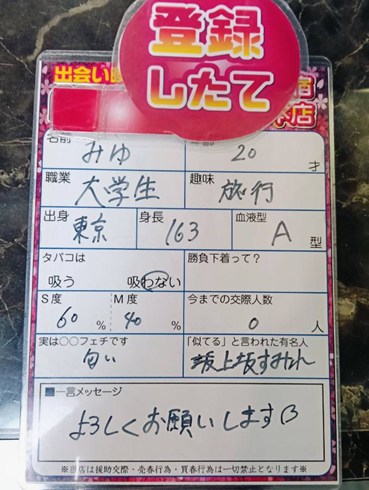 登録
したて
出会い
宿
店
名前 みゆ 20 才
職業 大学生 趣味 旅行
出身 東京 身長 163 血液型 A 型
タバコは 勝負下着って?
吸う 吸わない
S度 M度 今までの交際人数
60 % 40 % 0 人
実は○○フェチです 「似てる」と言われた有名人
匂い 坂上坂すみれ
■一言メッセージ
よろしくお願いします
※当店は援助交際・売春行為・買春行為は一切禁止となります※